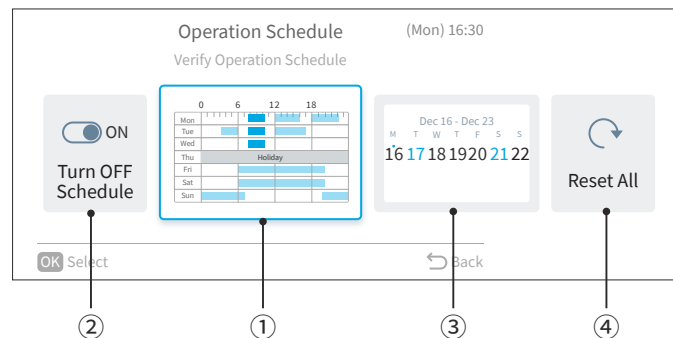 Operation Schedule
(Mon) 16:30
Verify Operation Schedule
0 6 12 18
Mon
Tue
Wed
Thu Holiday
Fri
Sat
Sun
ON
Turn OFF
Schedule
Dec 16 - Dec 23
M T W T F S S
16 17 18 19 20 21 22
Reset All
OK Select
Back
② ① ③ ④